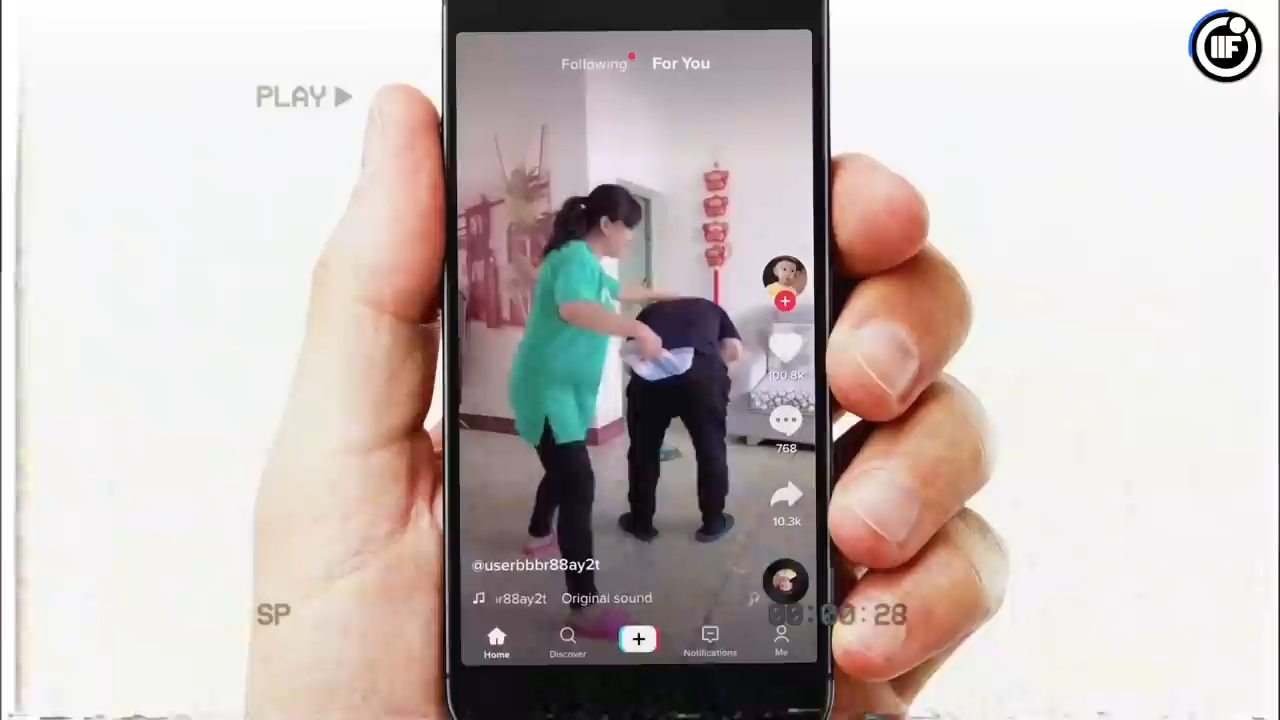 IIF
PLAY
Following For You
100.8k
768
10.3k
@userbbbr88ay2t
r88ay2t Original sound
SP
00:00:28
Home Discover Notifications Me